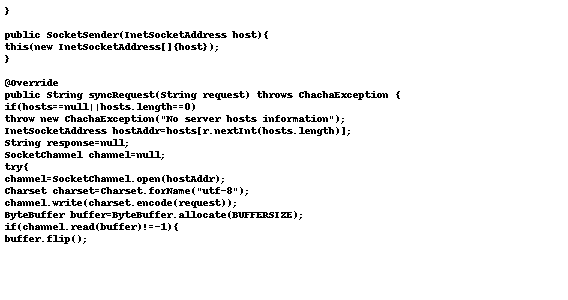 }
public SocketSender(InetSocketAddress host){
this(new InetSocketAddress[]{host});
}
@Override
public String syncRequest(String request) throws ChachaException {
if(hosts==null||hosts.length==0)
throw new ChachaException("No server hosts information");
InetSocketAddress hostAddr=hosts[r.nextInt(hosts.length)];
String response=null;
SocketChannel channel=null;
try{
channel=SocketChannel.open(hostAddr);
Charset charset=Charset.forName("utf-8");
channel.write(charset.encode(request));
ByteBuffer buffer=ByteBuffer.allocate(BUFFERSIZE);
if(channel.read(buffer)!=-1){
buffer.flip();